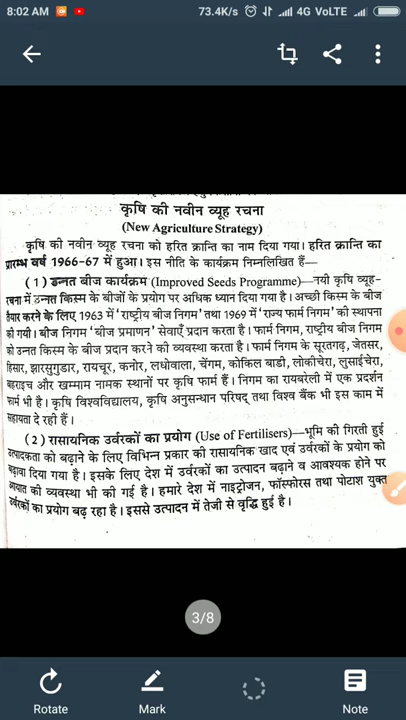 8:02 AM 73.4K/s 4G VoLTE
कृषि की नवीन व्यूह रचना
(New Agriculture Strategy)
कृषि की नवीन व्यूह रचना को हरित क्रान्ति का नाम दिया गया। हरित क्रान्ति का
प्रारम्भ वर्ष 1966-67 में हुआ। इस नीति के कार्यक्रम निम्नलिखित हैं—
(1) उन्नत बीज कार्यक्रम (Improved Seeds Programme)—नयी कृषि व्यूह-
रचना में उन्नत किस्म के बीजों के प्रयोग पर अधिक ध्यान दिया गया है। अच्छी किस्म के बीज
तैयार करने के लिए 1963 में 'राष्ट्रीय बीज निगम' तथा 1969 में 'राज्य फार्म निगम' की स्थापना
की गयी। बीज निगम 'बीज प्रमाणन' सेवाएँ प्रदान करता है। फार्म निगम, राष्ट्रीय बीज निगम
को उन्नत किस्म के बीज प्रदान करने की व्यवस्था करता है। फार्म निगम के सूरतगढ़, जेतसर,
हिसार, झारसुगुडार, रायचूर, कनोर, लधोवाला, चेंगम, कोकिल बाडी, लोकीचेरा, लुसाईचेरा,
बहराइच और खम्माम नामक स्थानों पर कृषि फार्म हैं। निगम का रायबरेली में एक प्रदर्शन
फार्म भी है। कृषि विश्वविद्यालय, कृषि अनुसन्धान परिषद् तथा विश्व बैंक भी इस काम में
सहायता दे रही हैं।
(2) रासायनिक उर्वरकों का प्रयोग (Use of Fertilisers)—भूमि की गिरती हुई
उत्पादकता को बढ़ाने के लिए विभिन्न प्रकार की रासायनिक खाद एवं उर्वरकों के प्रयोग को
बढ़ावा दिया गया है। इसके लिए देश में उर्वरकों का उत्पादन बढ़ाने व आवश्यक होने पर
आयात की व्यवस्था भी की गई है। हमारे देश में नाइट्रोजन, फॉस्फोरस तथा पोटाश युक्त
उर्वरकों का प्रयोग बढ़ रहा है। इससे उत्पादन में तेजी से वृद्धि हुई है।
3/8
Rotate Mark Note